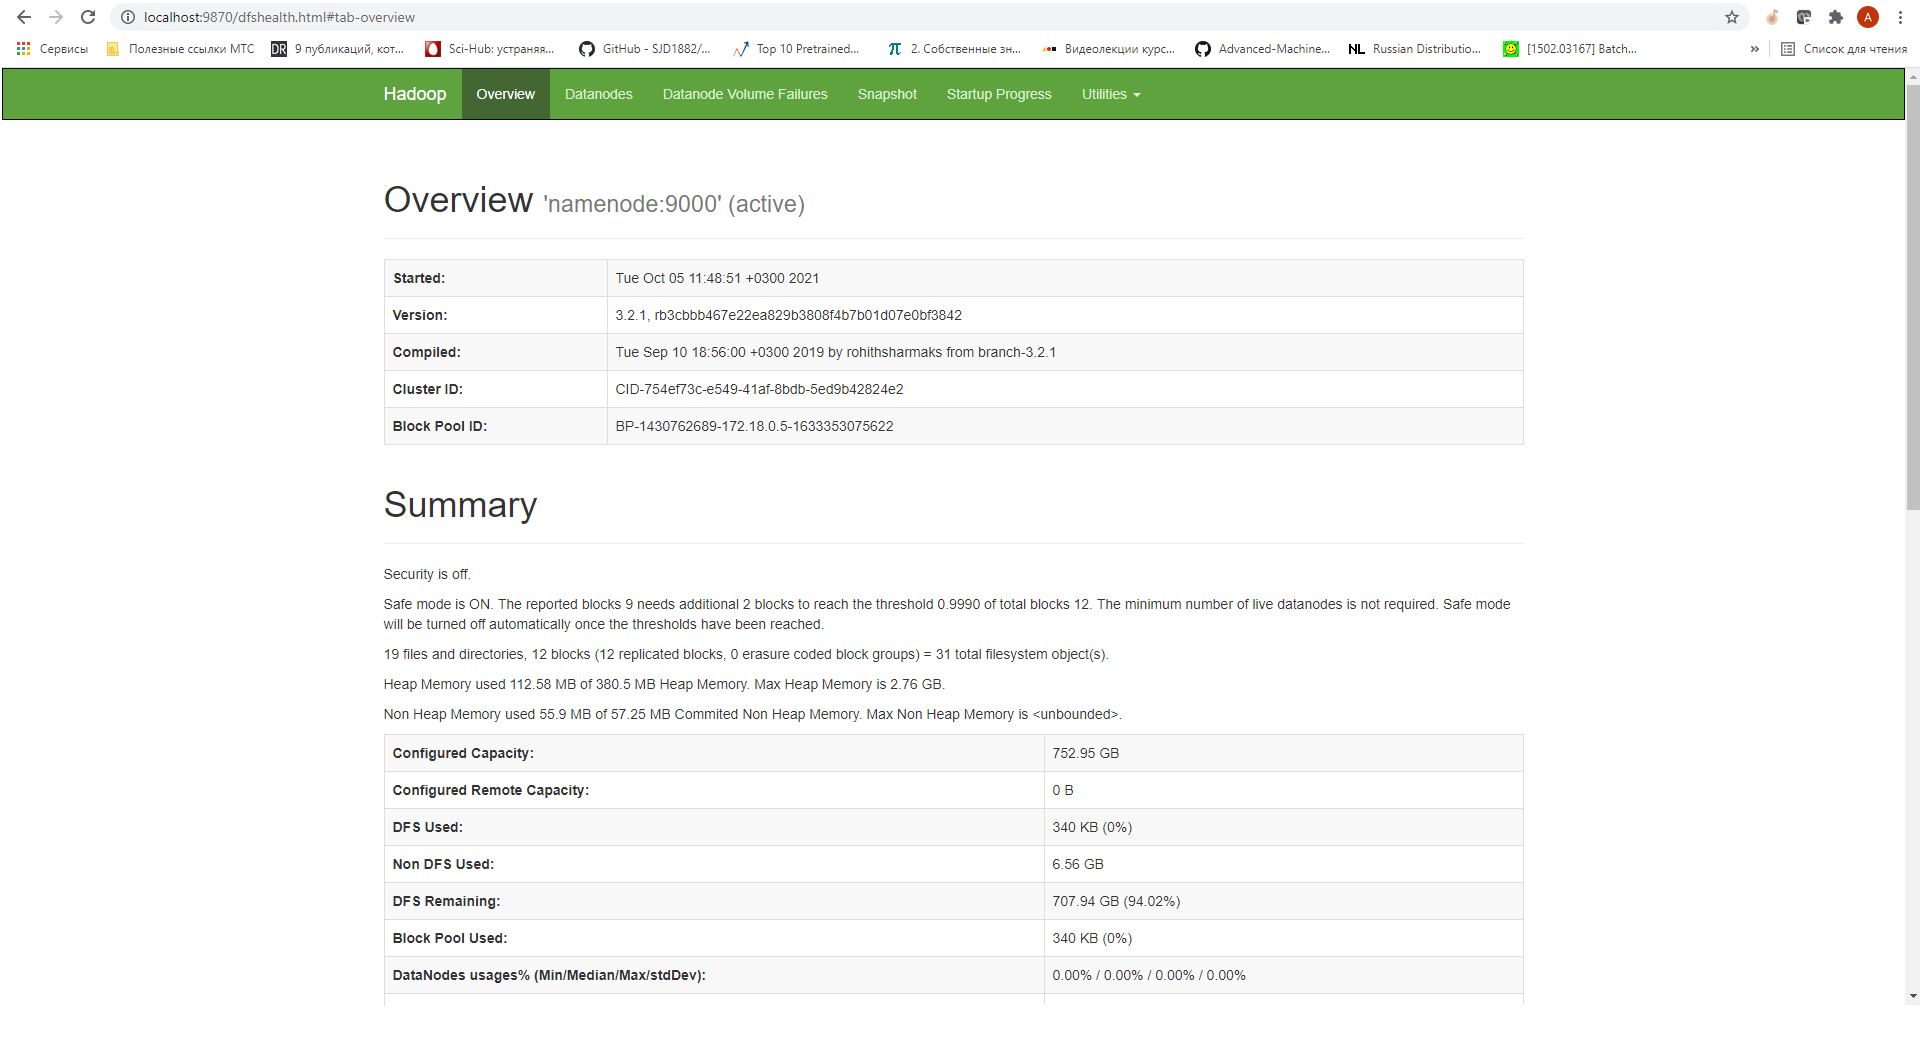 localhost:9870/dfshealth.html#tab-overview
A
Сервисы
Полезные ссылки МТС
DR 9 публикаций, кот...
Sci-Hub: устраняя...
GitHub - SJD1882/...
Top 10 Pretrained...
π 2. Собственные зн...
Видеолекции курс...
Advanced-Machine...
NL Russian Distributio...
[1502.03167] Batch...
»
Список для чтения
Hadoop Overview Datanodes Datanode Volume Failures Snapshot Startup Progress Utilities
Overview 'namenode:9000' (active)
Started: Tue Oct 05 11:48:51 +0300 2021
Version: 3.2.1, rb3cbbb467e22ea829b3808f4b7b01d07e0bf3842
Compiled: Tue Sep 10 18:56:00 +0300 2019 by rohithsharmaks from branch-3.2.1
Cluster ID: CID-754ef73c-e549-41af-8bdb-5ed9b42824e2
Block Pool ID: BP-1430762689-172.18.0.5-1633353075622
Summary
Security is off.
Safe mode is ON. The reported blocks 9 needs additional 2 blocks to reach the threshold 0.9990 of total blocks 12. The minimum number of live datanodes is not required. Safe mode
will be turned off automatically once the thresholds have been reached.
19 files and directories, 12 blocks (12 replicated blocks, 0 erasure coded block groups) = 31 total filesystem object(s).
Heap Memory used 112.58 MB of 380.5 MB Heap Memory. Max Heap Memory is 2.76 GB.
Non Heap Memory used 55.9 MB of 57.25 MB Commited Non Heap Memory. Max Non Heap Memory is <unbounded>.
Configured Capacity: 752.95 GB
Configured Remote Capacity: 0 B
DFS Used: 340 KB (0%)
Non DFS Used: 6.56 GB
DFS Remaining: 707.94 GB (94.02%)
Block Pool Used: 340 KB (0%)
DataNodes usages% (Min/Median/Max/stdDev): 0.00% / 0.00% / 0.00% / 0.00%